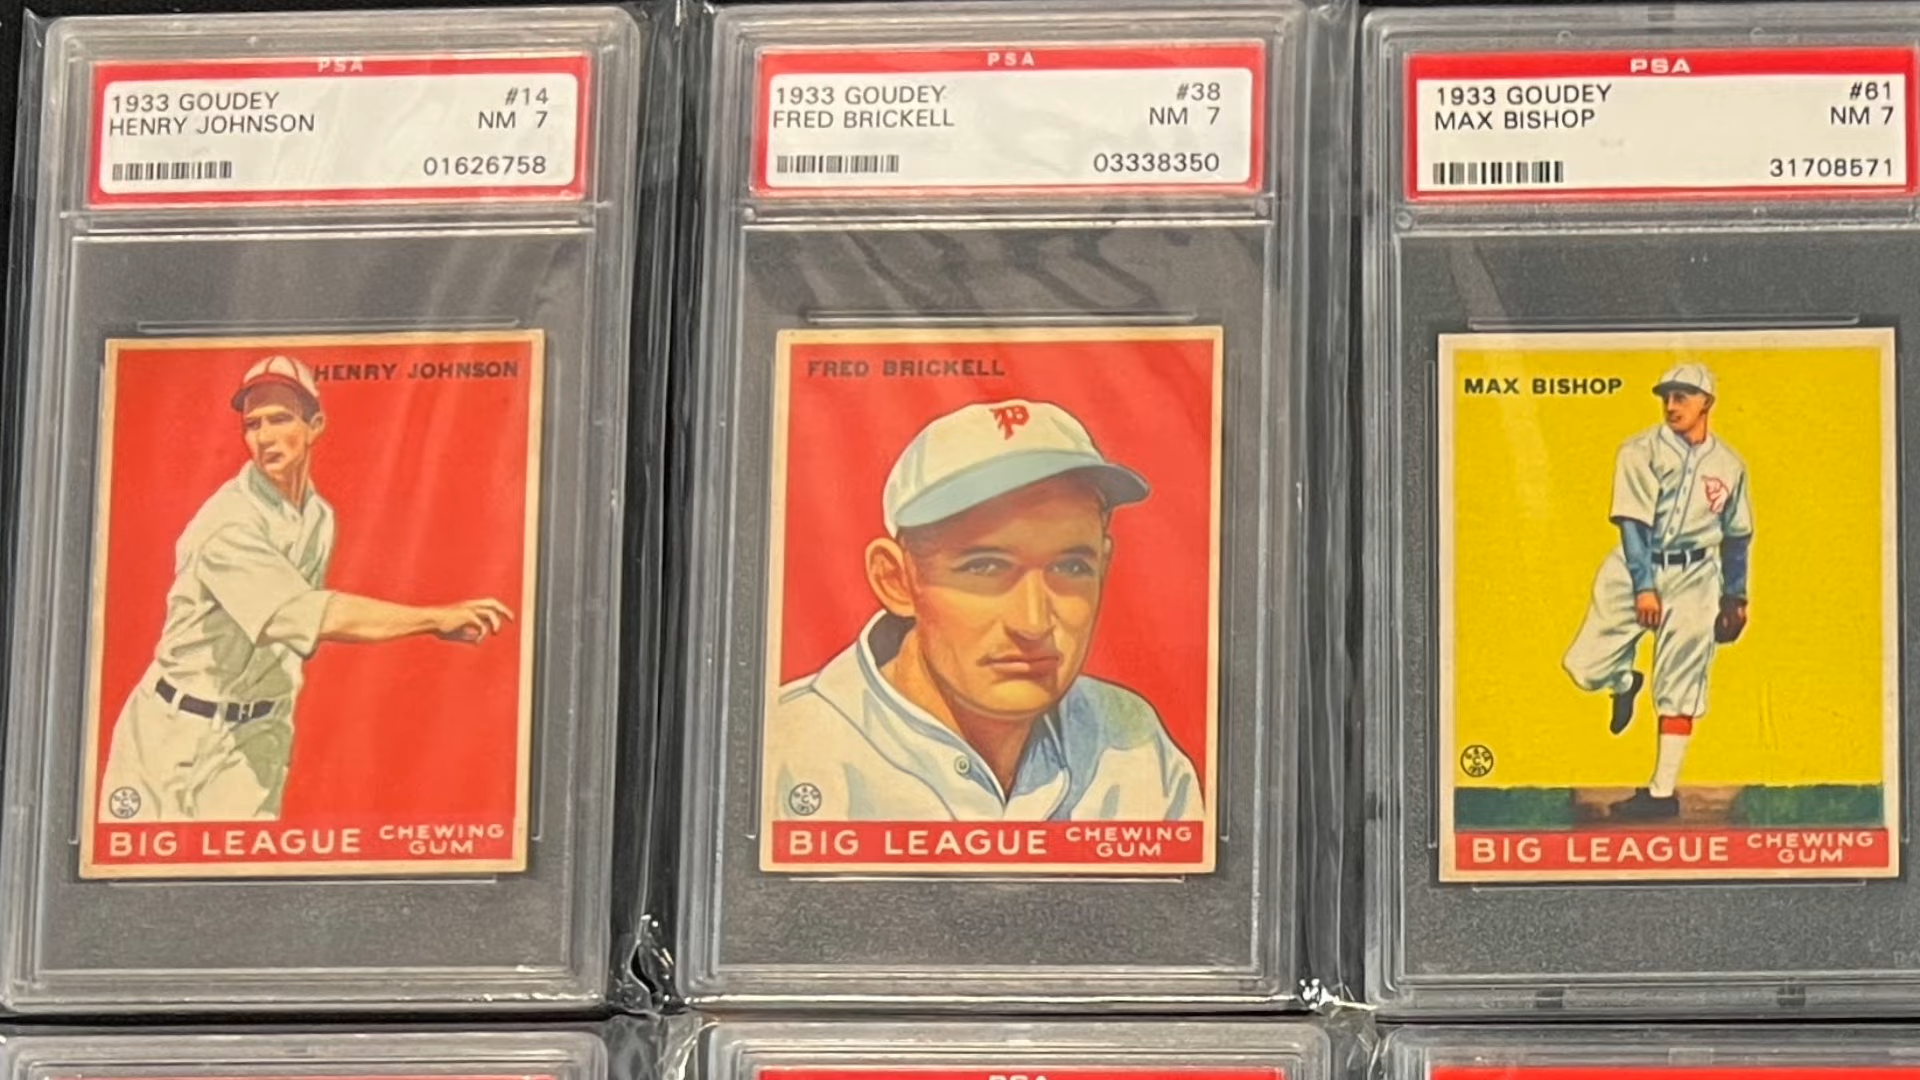 PSA
1933 GOUDEY #14
HENRY JOHNSON NM 7
01626758
HENRY JOHNSON
BIG LEAGUE CHEWING GUM
PSA
1933 GOUDEY #38
FRED BRICKELL NM 7
03338350
FRED BRICKELL
P
BIG LEAGUE CHEWING GUM
PSA
1933 GOUDEY #61
MAX BISHOP NM 7
31708571
MAX BISHOP
BIG LEAGUE CHEWING GUM
PSA